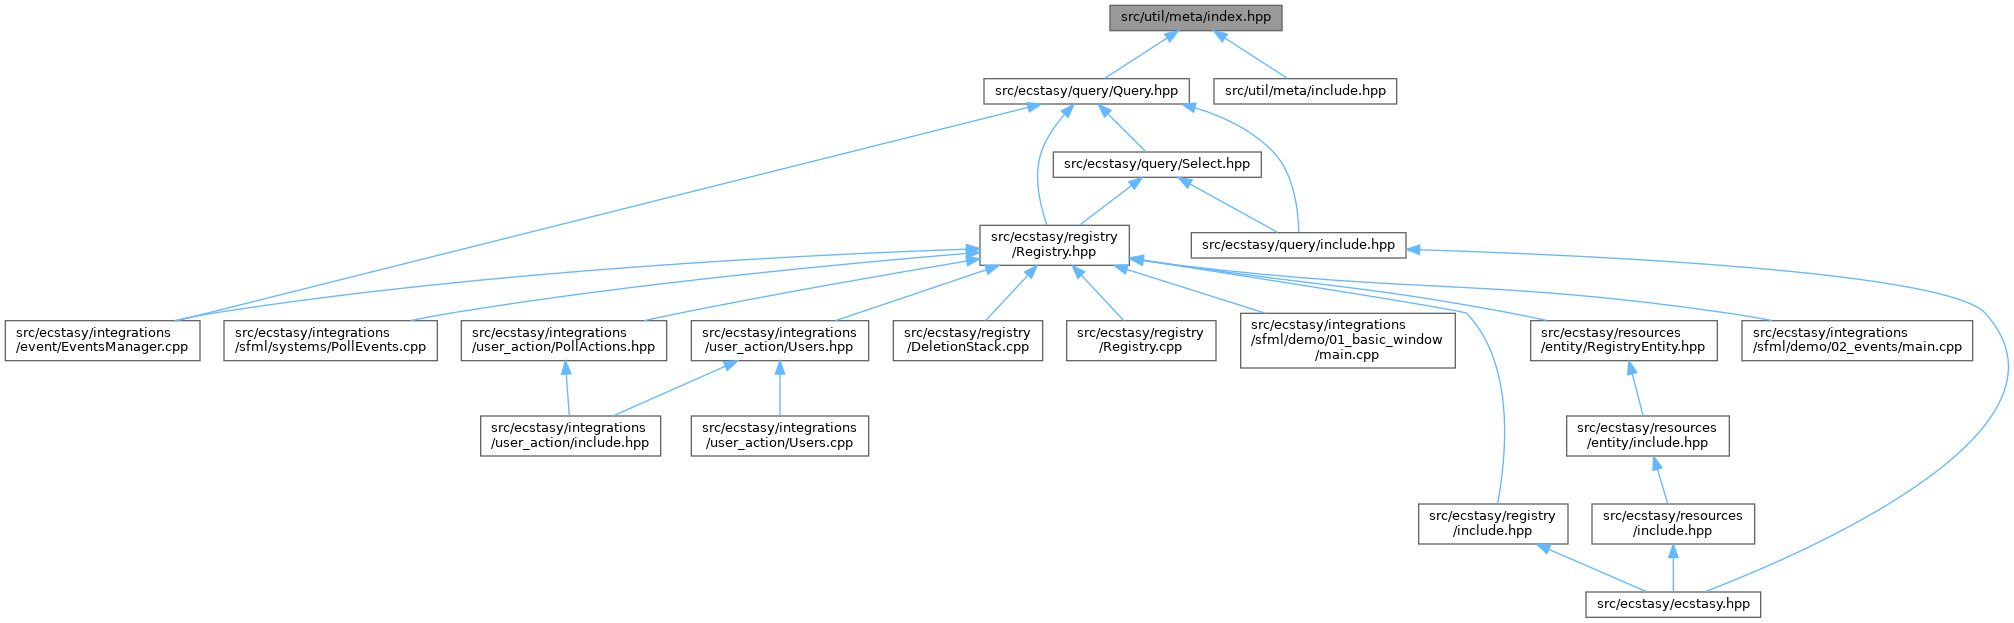 src/util/meta/index.hpp
src/ecstasy/query/Query.hpp
src/util/meta/include.hpp
src/ecstasy/query/Select.hpp
src/ecstasy/registry
/Registry.hpp
src/ecstasy/query/include.hpp
src/ecstasy/integrations
/event/EventsManager.cpp
src/ecstasy/integrations
/sfml/systems/PollEvents.cpp
src/ecstasy/integrations
/user_action/PollActions.hpp
src/ecstasy/integrations
/user_action/Users.hpp
src/ecstasy/registry
/DeletionStack.cpp
src/ecstasy/registry
/Registry.cpp
src/ecstasy/integrations
/sfml/demo/01_basic_window
/main.cpp
src/ecstasy/resources
/entity/RegistryEntity.hpp
src/ecstasy/integrations
/sfml/demo/02_events/main.cpp
src/ecstasy/integrations
/user_action/include.hpp
src/ecstasy/integrations
/user_action/Users.cpp
src/ecstasy/resources
/entity/include.hpp
src/ecstasy/registry
/include.hpp
src/ecstasy/resources
/include.hpp
src/ecstasy/ecstasy.hpp